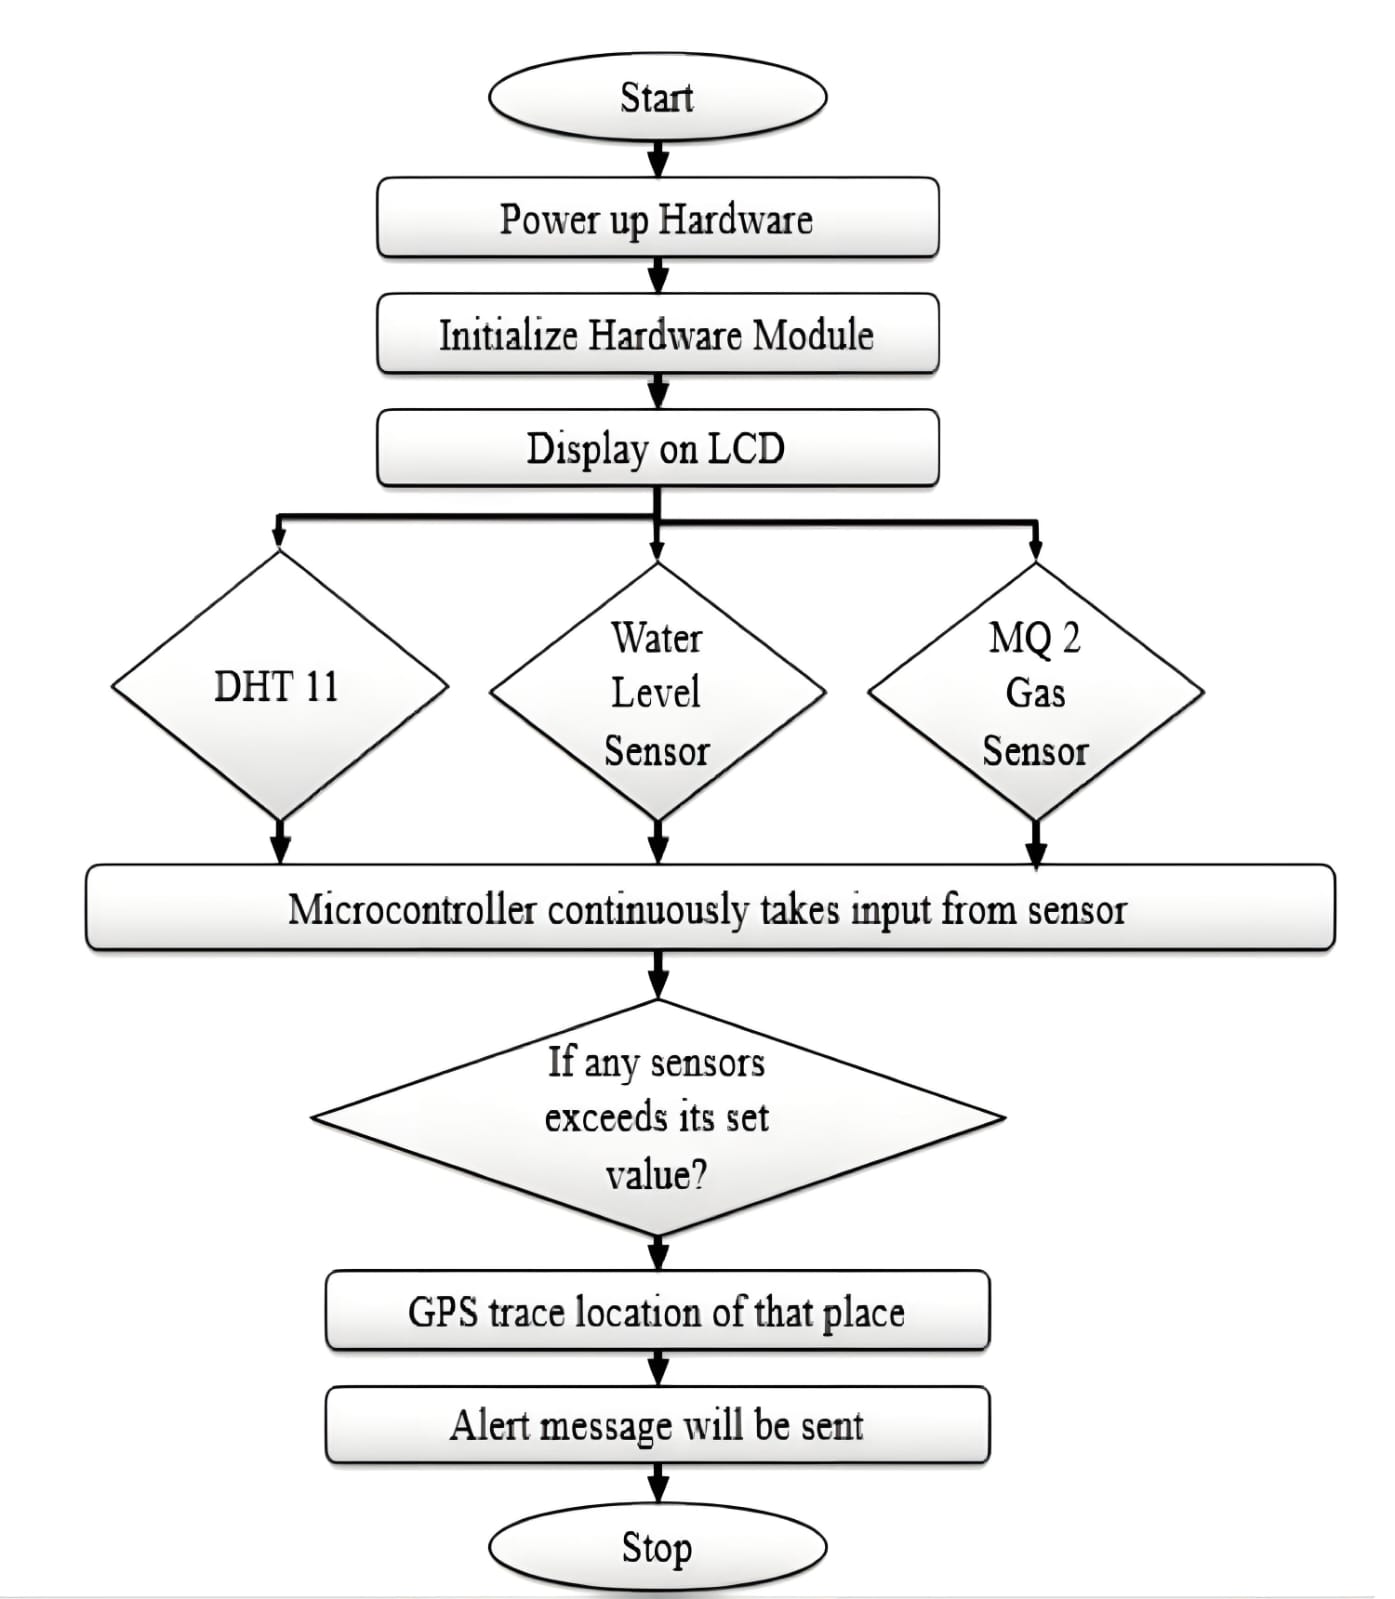 Start
Power up Hardware
Initialize Hardware Module
Display on LCD
DHT 11
Water
Level
Sensor
MQ 2
Gas
Sensor
Microcontroller continuously takes input from sensor
If any sensors
exceeds its set
value?
GPS trace location of that place
Alert message will be sent
Stop